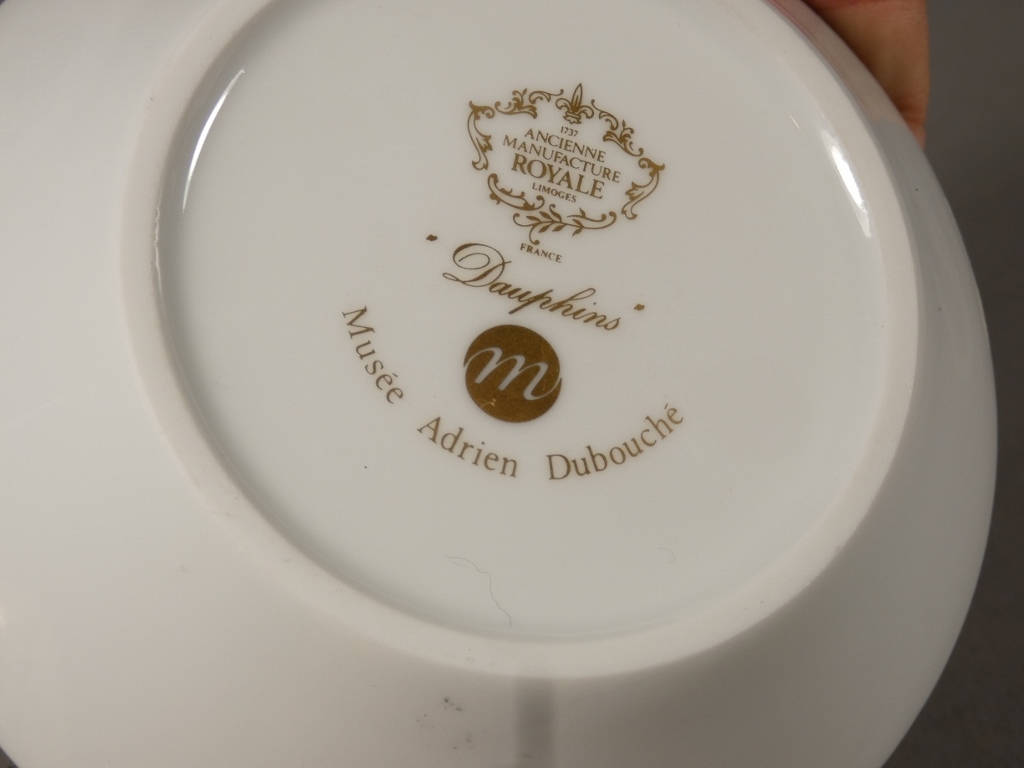 1737
ANCIENNE
MANUFACTURE
ROYALE
LIMOGES
FRANCE
"Dauphins"
m
Musée Adrien Dubouché